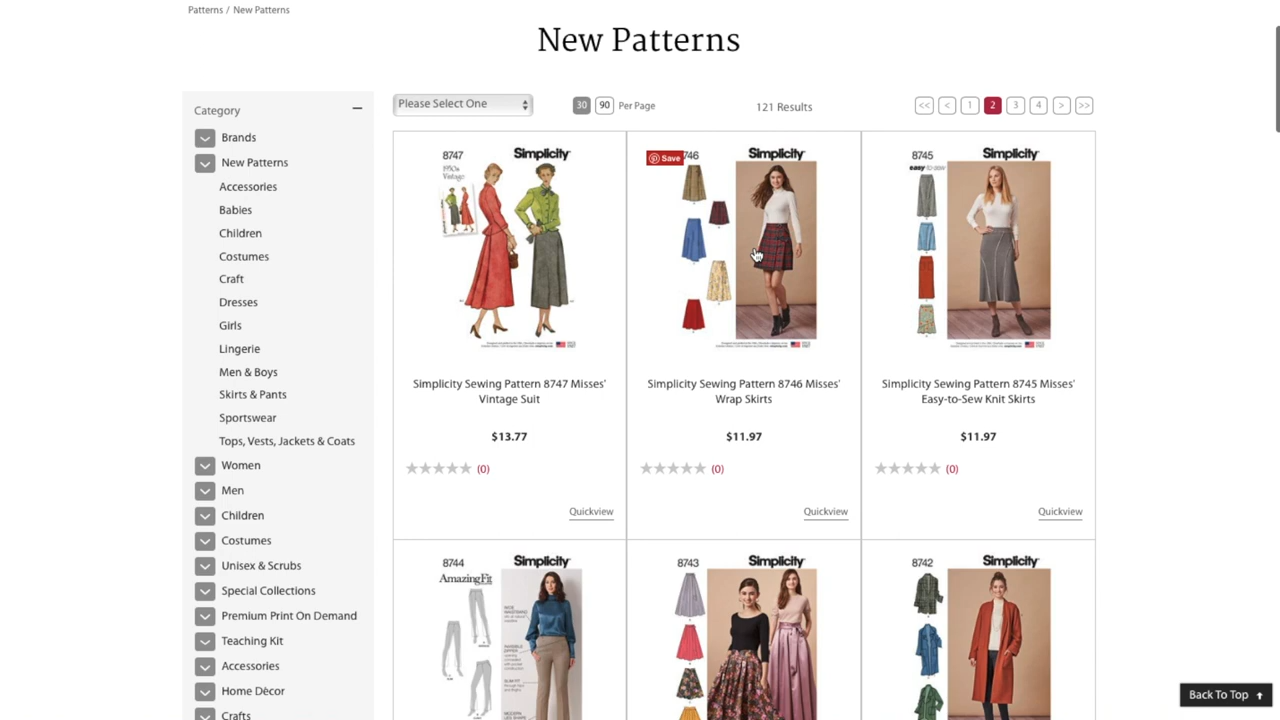 Patterns / New Patterns
New Patterns
Category
Brands
New Patterns
Accessories
Babies
Children
Costumes
Craft
Dresses
Girls
Lingerie
Men & Boys
Skirts & Pants
Sportswear
Tops, Vests, Jackets & Coats
Women
Men
Children
Costumes
Unisex & Scrubs
Special Collections
Premium Print On Demand
Teaching Kit
Accessories
Home Dècor
Crafts
Please Select One
30 90 Per Page
121 Results
<< < 1 2 3 4 > >>
8747 Simplicity
1950s
Vintage
Simplicity Sewing Pattern 8747 Misses'
Vintage Suit
$13.77
(0)
Quickview
Save 746 Simplicity
Simplicity Sewing Pattern 8746 Misses'
Wrap Skirts
$11.97
(0)
Quickview
8745 Simplicity
easy to sew
Simplicity Sewing Pattern 8745 Misses'
Easy-to-Sew Knit Skirts
$11.97
(0)
Quickview
8744 Simplicity
AmazingFit
8743 Simplicity
8742 Simplicity
Back To Top